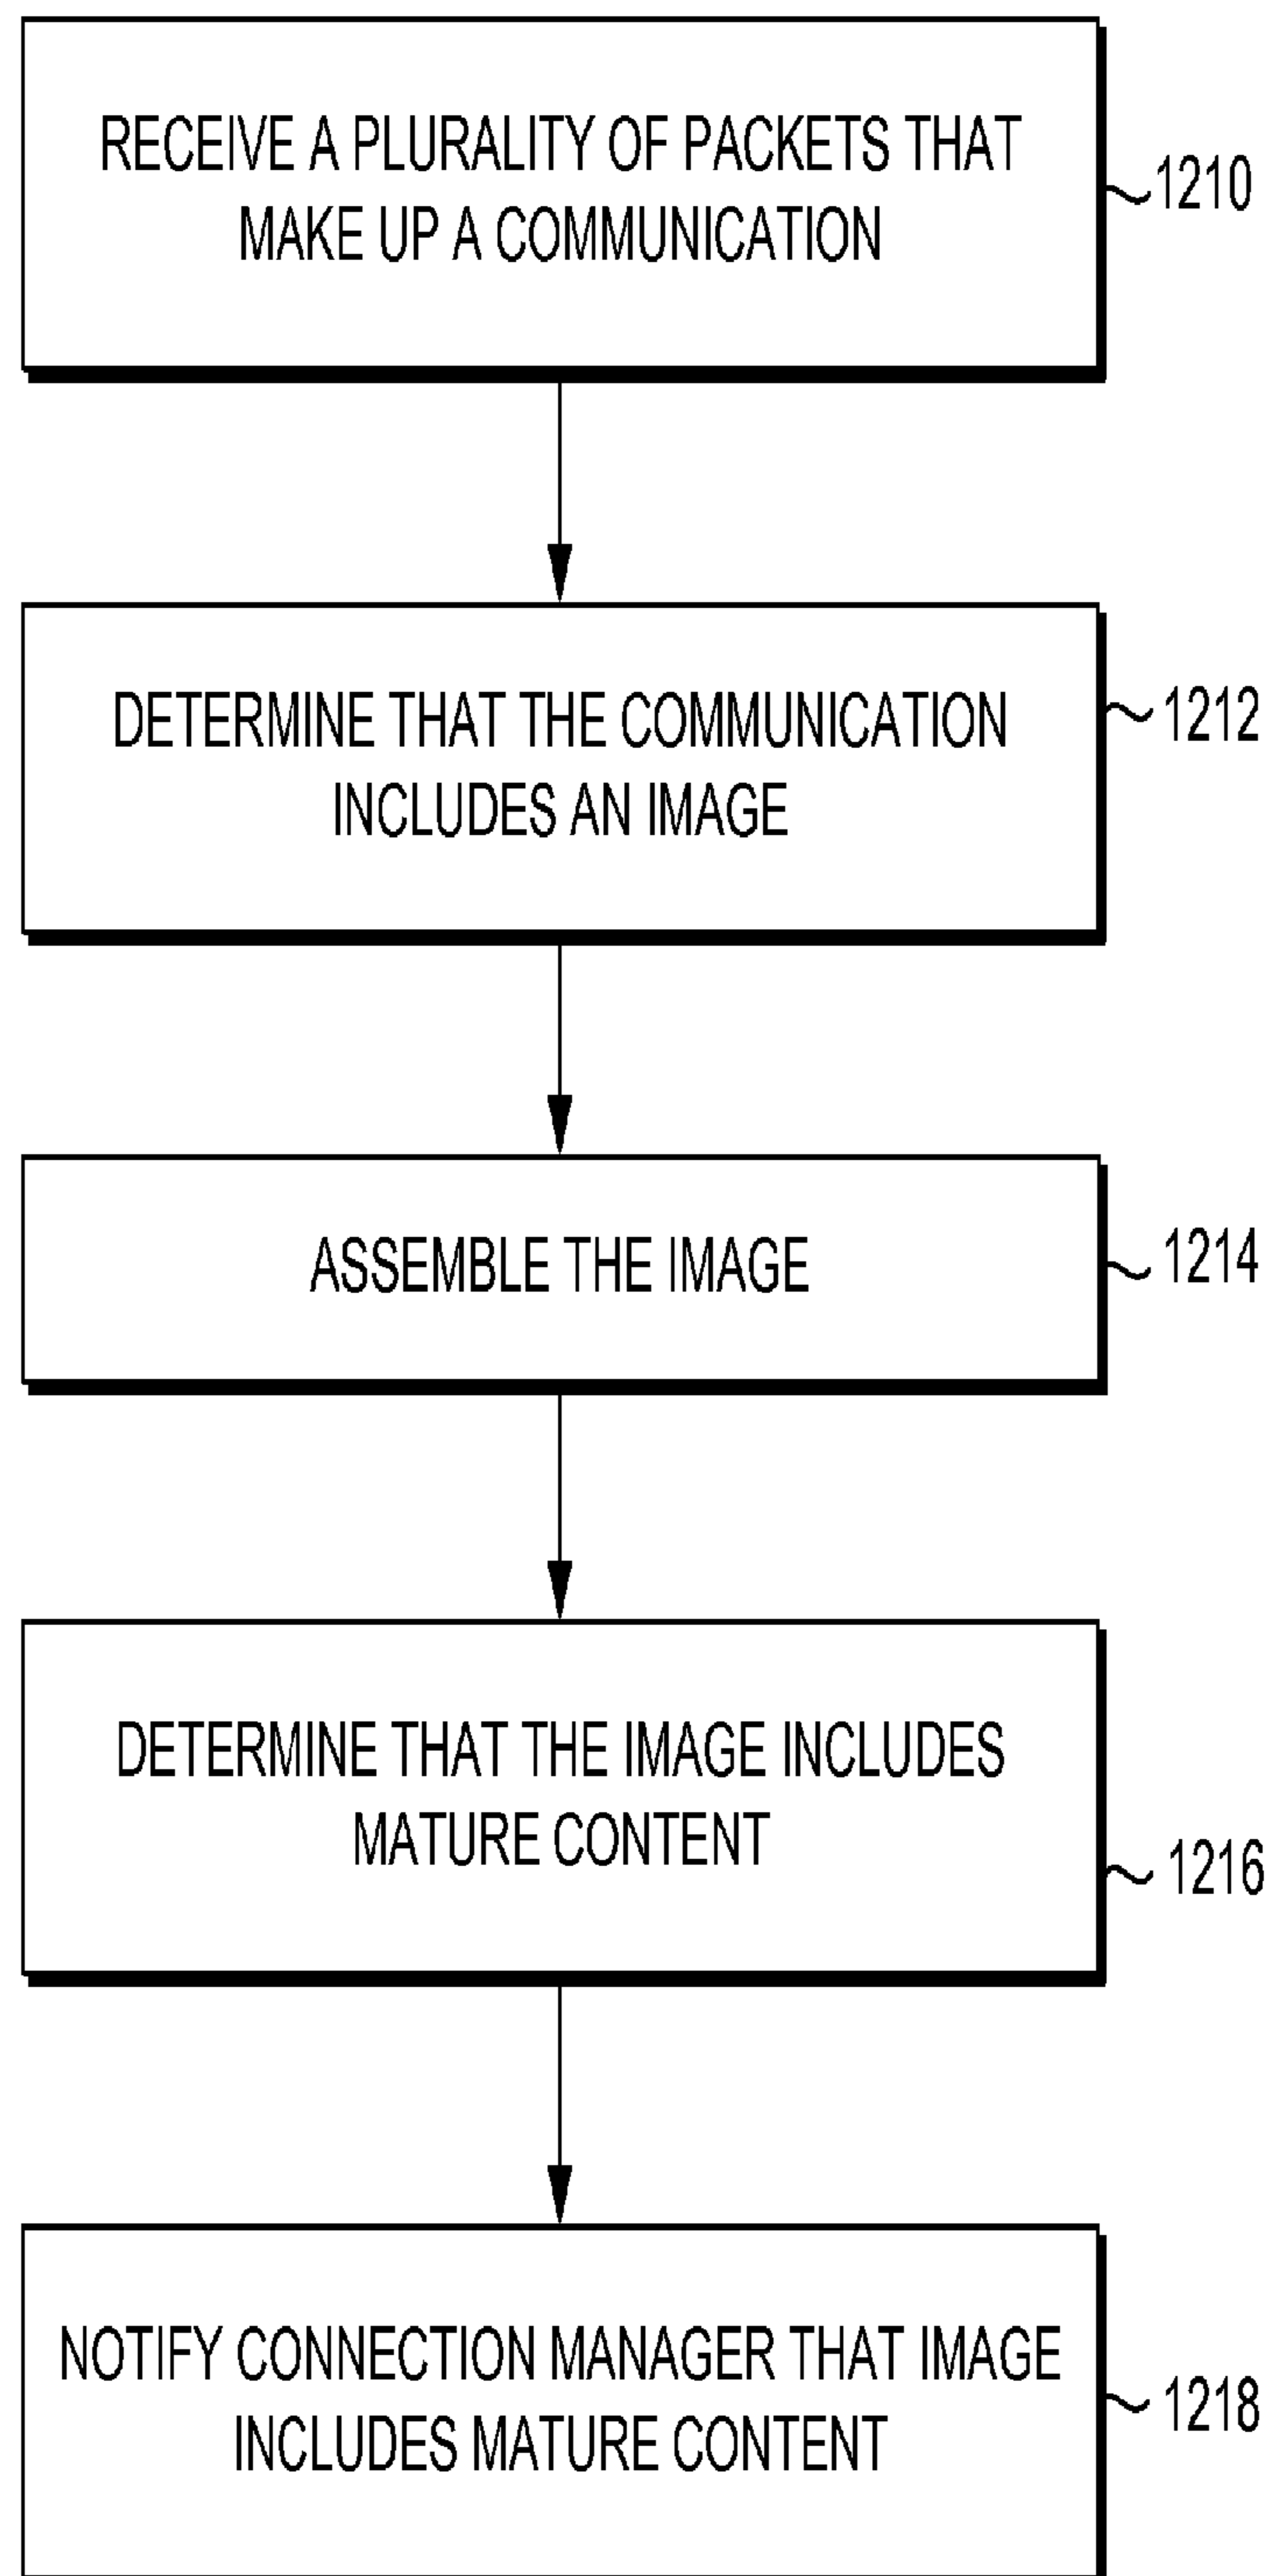 RECEIVE A PLURALITY OF PACKETS THAT
MAKE UP A COMMUNICATION
1210
DETERMINE THAT THE COMMUNICATION
INCLUDES AN IMAGE
1212
ASSEMBLE THE IMAGE
1214
DETERMINE THAT THE IMAGE INCLUDES
MATURE CONTENT
1216
NOTIFY CONNECTION MANAGER THAT IMAGE
INCLUDES MATURE CONTENT
1218